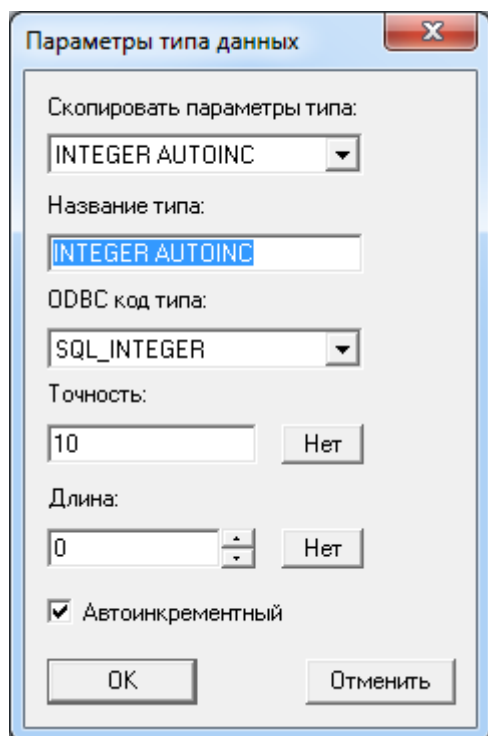 Параметры типа данных
Скопировать параметры типа:
INTEGER AUTOINC
Название типа:
INTEGER AUTOINC
ODBC код типа:
SQL_INTEGER
Точность:
10 Нет
Длина:
0 Нет
Автоинкрементный
OK Отменить